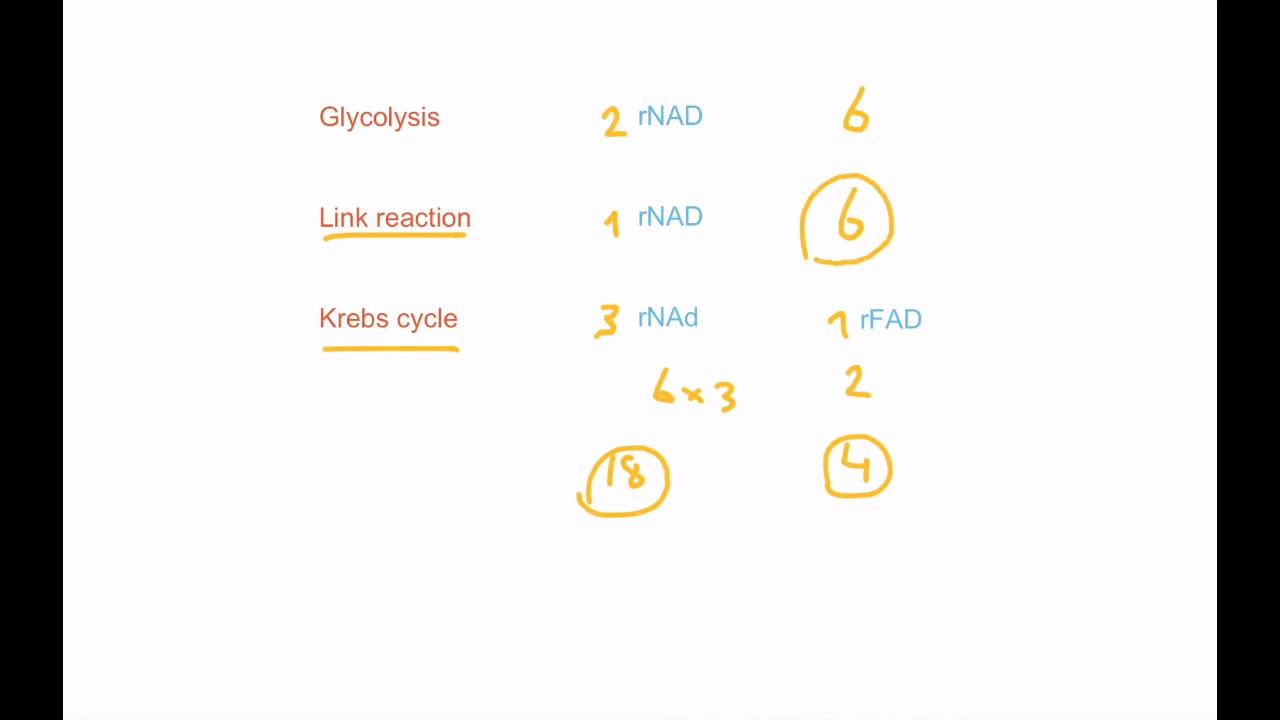 Glycolysis 2 rNAD 6
Link reaction 1 rNAD 6
Krebs cycle 3 rNAd 1 rFAD
6 x 3 2
18 4